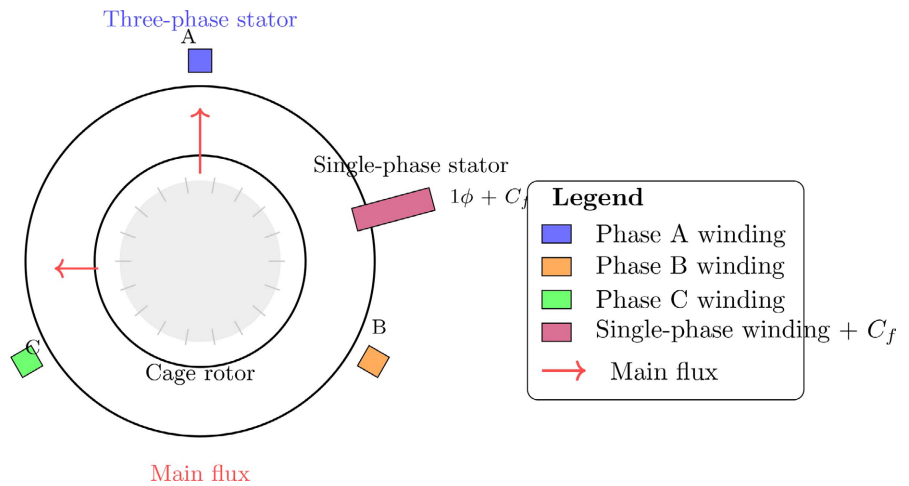 Three-phase stator
A
Single-phase stator
1ϕ + C_f
B
C
Cage rotor
Main flux
Legend
Phase A winding
Phase B winding
Phase C winding
Single-phase winding + C_f
Main flux